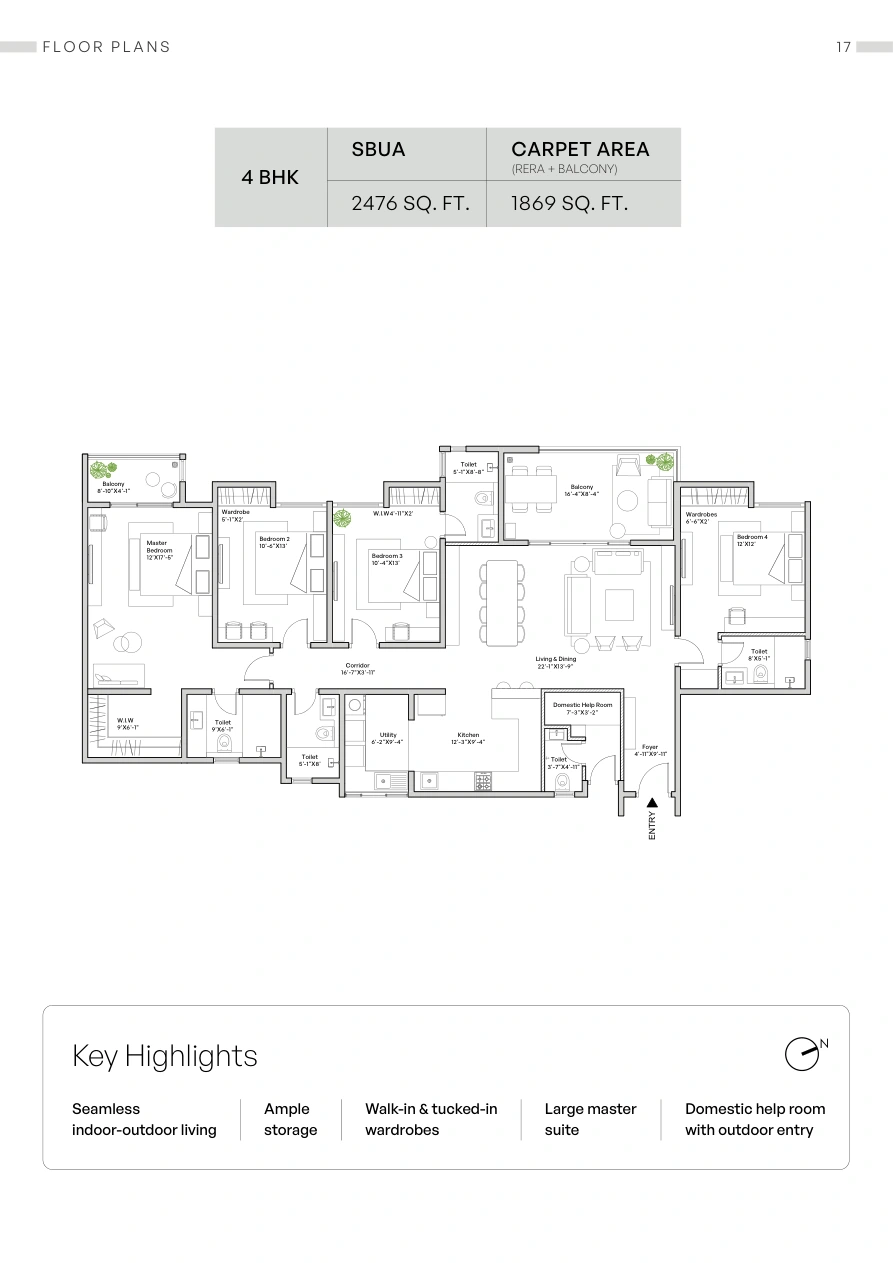 FLOOR PLANS
17
4 BHK
SBUA
CARPET AREA
(RERA + BALCONY)
2476 SQ. FT.
1869 SQ. FT.
Balcony
8'-10"X4'-1"
Wardrobe
5'-1"X2'
Master
Bedroom
12'X17'-5"
Bedroom 2
10'-6"X13'
W.I.W 4'-11"X2'
Bedroom 3
10'-4"X13'
Toilet
5'-1"X8'-8"
Balcony
16'-4"X8'-4"
Wardrobes
6'-6"X2'
Bedroom 4
12'X12'
Toilet
8'X5'-1"
Living & Dining
22'-1"X13'-9"
Corridor
16'-7"X3'-11"
W.I.W
9'X6'-1"
Toilet
9'X6'-1"
Toilet
5'-1"X8'
Utility
6'-2"X9'-4"
Kitchen
12'-3"X9'-4"
Domestic Help Room
7'-3"X3'-2"
Toilet
3'-7"X4'-11"
Foyer
4'-11"X9'-11"
ENTRY
Key Highlights
N
Seamless
indoor-outdoor living
Ample
storage
Walk-in & tucked-in
wardrobes
Large master
suite
Domestic help room
with outdoor entry